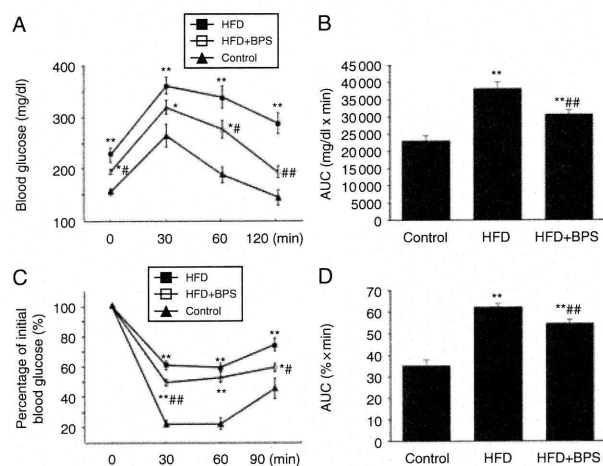 A
HFD
HFD+BPS
Control
Blood glucose (mg/dl)
400
300
200
100
**
**
**
**
*
*#
*#
##
0 30 60 120 (min)
B
AUC (mg/dl x min)
45 000
40 000
35 000
30 000
25 000
20 000
15 000
10 000
5000
0
**
**##
Control HFD HFD+BPS
C
HFD
HFD+BPS
Control
Percentage of initial
blood glucose (%)
100
80
60
40
20
**
**
**
**##
**
*#
0 30 60 90 (min)
D
AUC (%×min)
70
60
50
40
30
20
10
0
**
**##
Control HFD HFD+BPS